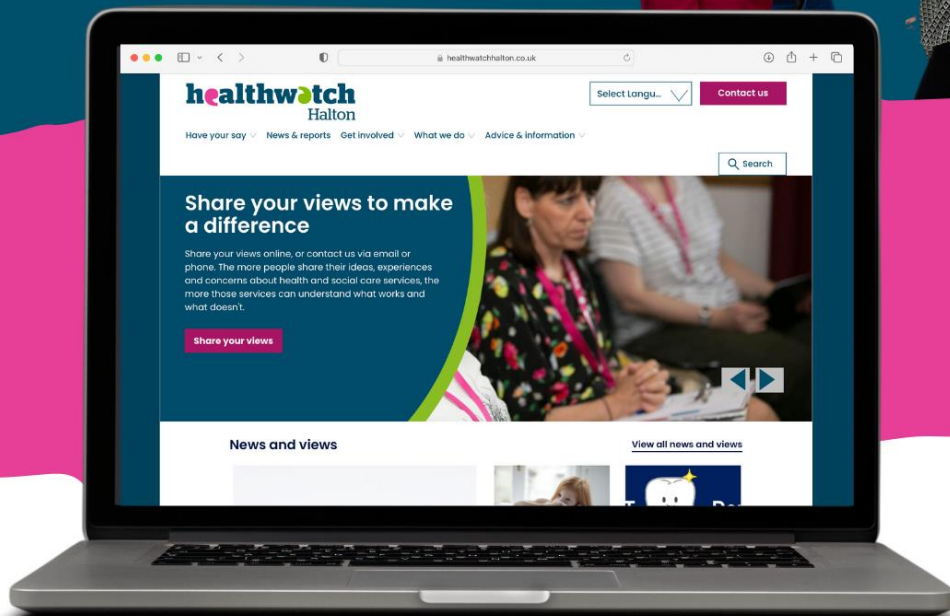 healthwatchhalton.co.uk
healthwatch
Halton
Select Langu...
Contact us
Have your say
News & reports
Get involved
What we do
Advice & information
Search
Share your views to make
a difference
Share your views online, or contact us via email or
phone. The more people share their ideas, experiences
and concerns about health and social care services, the
more those services can understand what works and
what doesn't.
Share your views
News and views
View all news and views